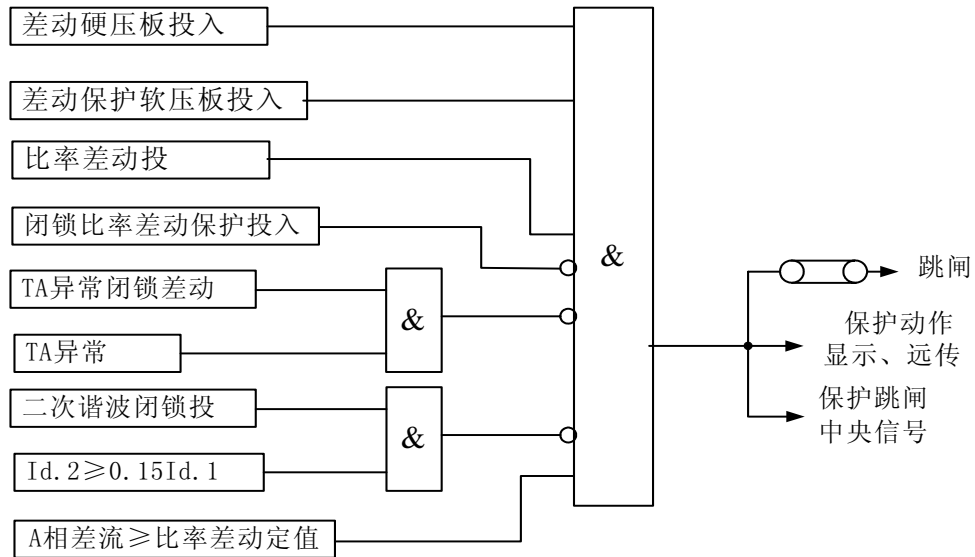 差动硬压板投入
差动保护软压板投入
比率差动投
闭锁比率差动保护投入
TA异常闭锁差动
TA异常
二次谐波闭锁投
Id.2≥0.15Id.1
A相差流≥比率差动定值
&
&
&
跳闸
保护动作
显示、远传
保护跳闸
中央信号